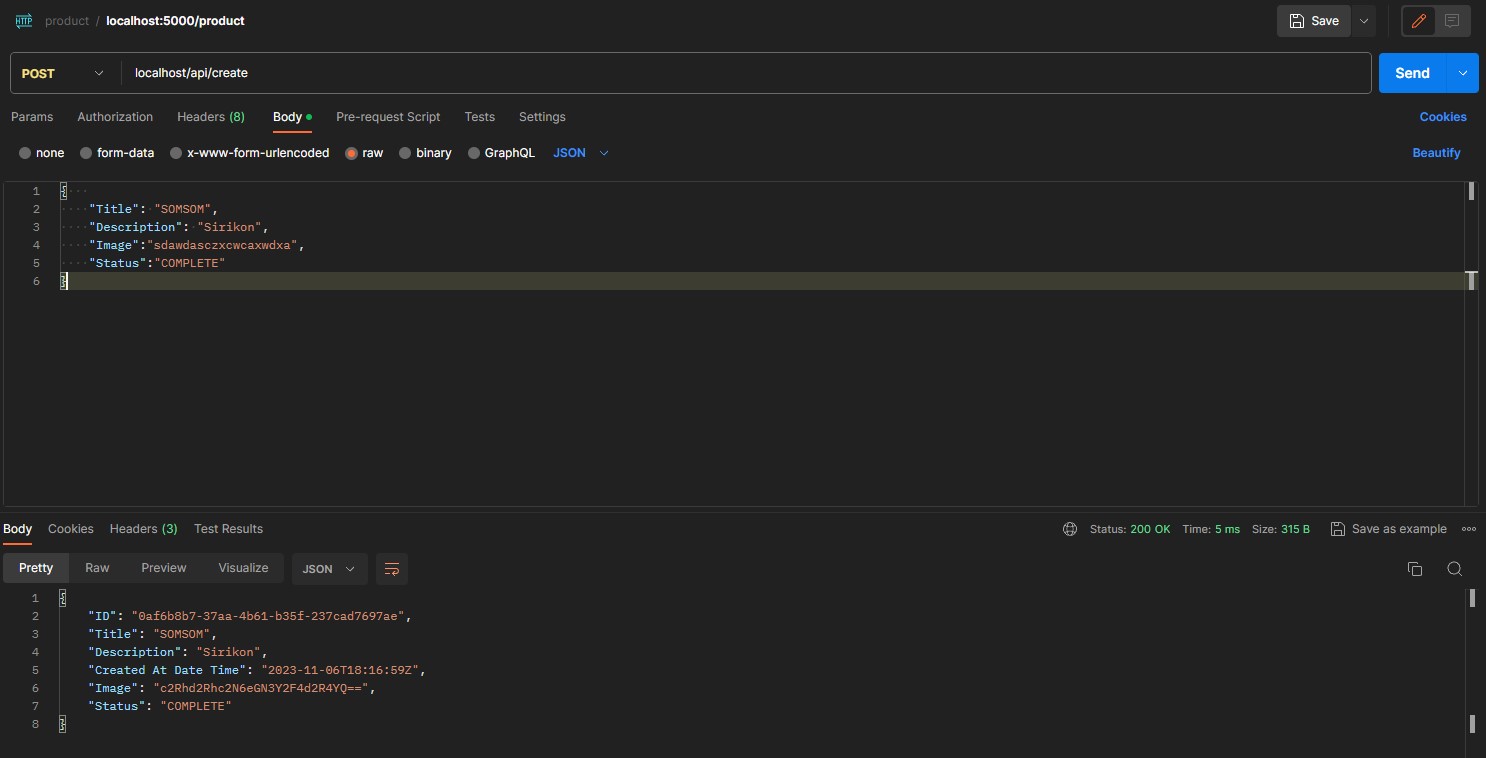 HTTP product / localhost:5000/product Save
POST localhost/api/create Send
Params Authorization Headers (8) Body Pre-request Script Tests Settings Cookies
none form-data x-www-form-urlencoded raw binary GraphQL JSON Beautify
1 {
2 "Title": "SOMSOM",
3 "Description": "Sirikon",
4 "Image":"sdawdasczxcwcaxwdxa",
5 "Status":"COMPLETE"
6 }
Body Cookies Headers (3) Test Results Status: 200 OK Time: 5 ms Size: 315 B Save as example
Pretty Raw Preview Visualize JSON
1 {
2 "ID": "0af6b8b7-37aa-4b61-b35f-237cad7697ae",
3 "Title": "SOMSOM",
4 "Description": "Sirikon",
5 "Created At Date Time": "2023-11-06T18:16:59Z",
6 "Image": "c2Rhd2Rhc2N6eGN3Y2F4d2R4YQ==",
7 "Status": "COMPLETE"
8 }